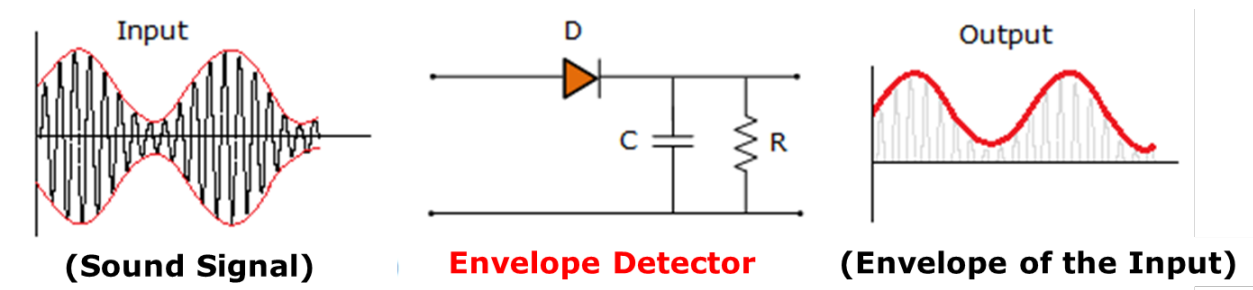 Input
D
Output
C
R
(Sound Signal)
Envelope Detector
(Envelope of the Input)